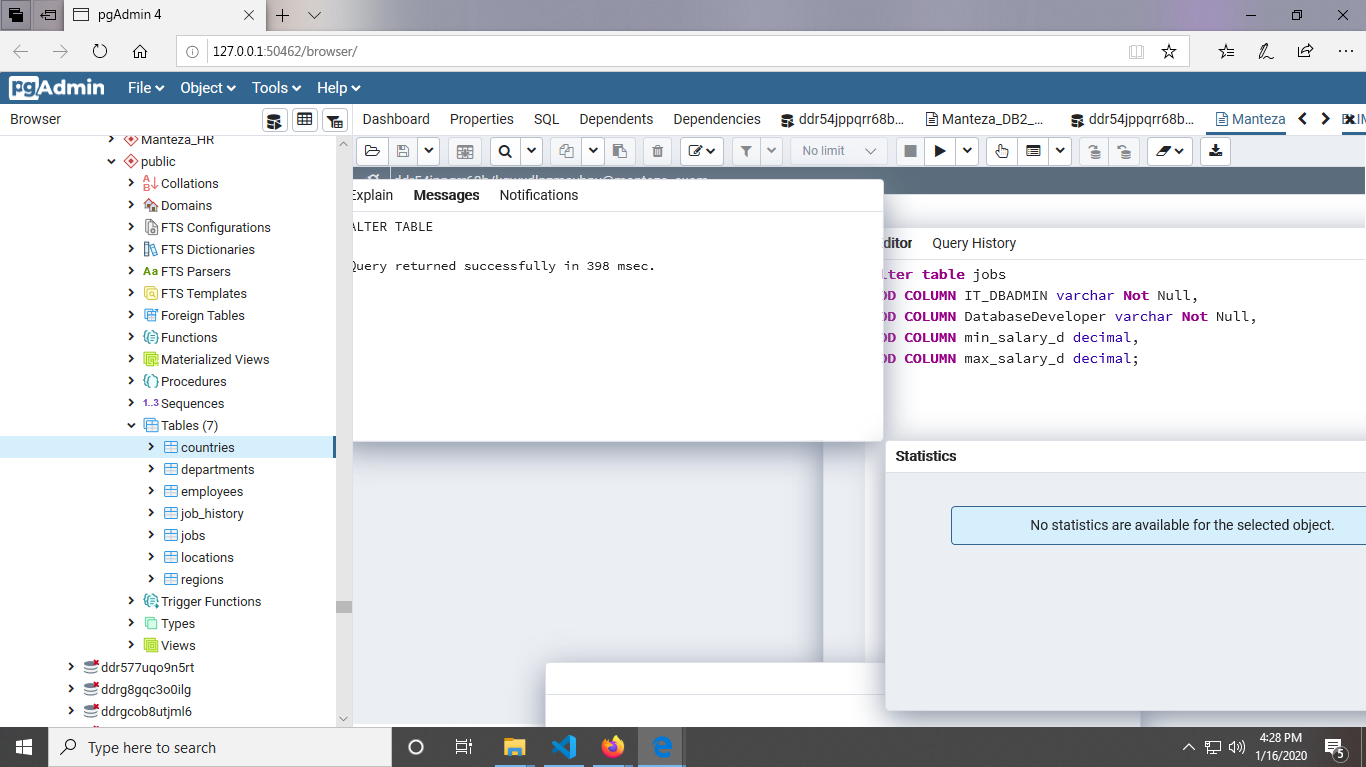 pgAdmin 4
127.0.0.1:50462/browser/
pgAdmin File Object Tools Help
Browser
Dashboard Properties SQL Dependents Dependencies ddr54jppqrr68b... Manteza_DB2_... ddr54jppqrr68b... Manteza
No limit
Manteza_HR
public
Collations
Domains
FTS Configurations
FTS Dictionaries
Aa FTS Parsers
FTS Templates
Foreign Tables
Functions
Materialized Views
Procedures
1..3 Sequences
Tables (7)
countries
departments
employees
job_history
jobs
locations
regions
Trigger Functions
Types
Views
ddr577uqo9n5rt
ddrg8gqc3o0ilg
ddrgcob8utjml6
Explain Messages Notifications
ALTER TABLE
Query returned successfully in 398 msec.
ditor Query History
lter table jobs
DD COLUMN IT_DBADMIN varchar Not Null,
DD COLUMN DatabaseDeveloper varchar Not Null,
DD COLUMN min_salary_d decimal,
DD COLUMN max_salary_d decimal;
Statistics
No statistics are available for the selected object.
Type here to search
4:28 PM
1/16/2020
5